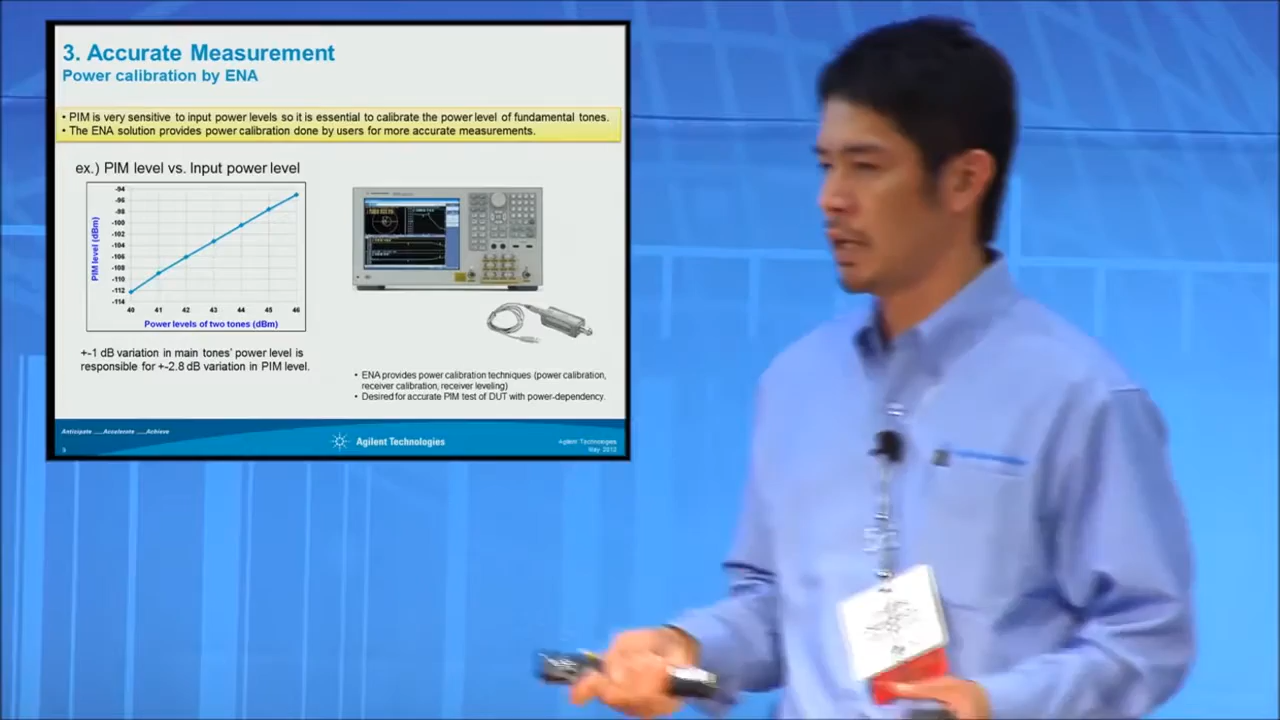 3. Accurate Measurement
Power calibration by ENA
• PIM is very sensitive to input power levels so it is essential to calibrate the power level of fundamental tones.
• The ENA solution provides power calibration done by users for more accurate measurements.
ex.) PIM level vs. Input power level
-94
-96
-98
-100
-102
-104
-106
-108
-110
-112
-114
PIM level (dBm)
40 41 42 43 44 45 46
Power levels of two tones (dBm)
+-1 dB variation in main tones' power level is
responsible for +-2.8 dB variation in PIM level.
• ENA provides power calibration techniques (power calibration,
receiver calibration, receiver leveling)
• Desired for accurate PIM test of DUT with power-dependency.
Anticipate __Accelerate __Achieve
Agilent Technologies
Agilent Technologies
May 2012